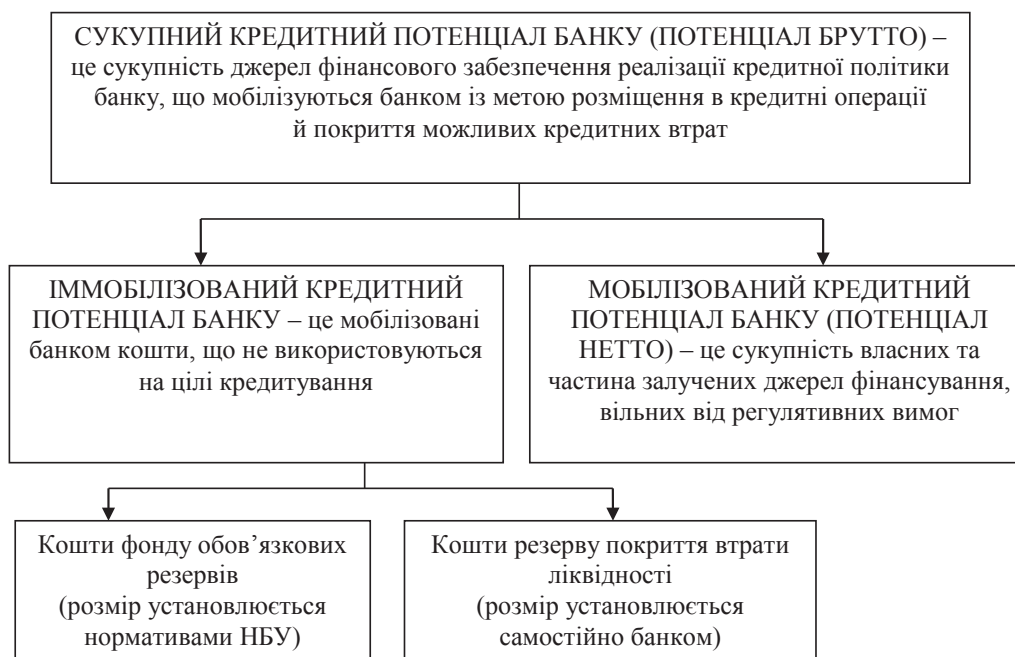 СУКУПНИЙ КРЕДИТНИЙ ПОТЕНЦІАЛ БАНКУ (ПОТЕНЦІАЛ БРУТТО) –
це сукупність джерел фінансового забезпечення реалізації кредитної політики
банку, що мобілізуються банком із метою розміщення в кредитні операції
й покриття можливих кредитних втрат
ІММОБІЛІЗОВАНИЙ КРЕДИТНИЙ
ПОТЕНЦІАЛ БАНКУ – це мобілізовані
банком кошти, що не використовуються
на цілі кредитування
МОБІЛІЗОВАНИЙ КРЕДИТНИЙ
ПОТЕНЦІАЛ БАНКУ (ПОТЕНЦІАЛ
НЕТТО) – це сукупність власних та
частина залучених джерел фінансування,
вільних від регулятивних вимог
Кошти фонду обов’язкових
резервів
(розмір установлюється
нормативами НБУ)
Кошти резерву покриття втрати
ліквідності
(розмір установлюється
самостійно банком)